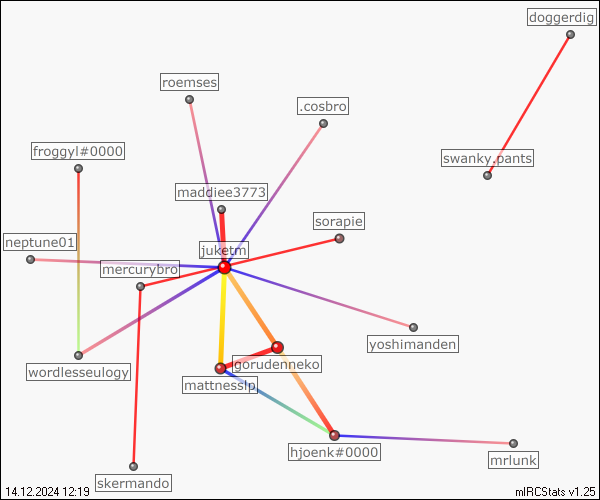 doggerdig
roemses
.cosbro
froggyl#0000
swanky.pants
maddiee3773
sorapie
neptune01
juketm
mercurybro
yoshimanden
wordlesseulogy
gorudenneko
mattnesslp
hjoenk#0000
mrlunk
skermando
14.12.2024 12:19
mIRCStats v1.25